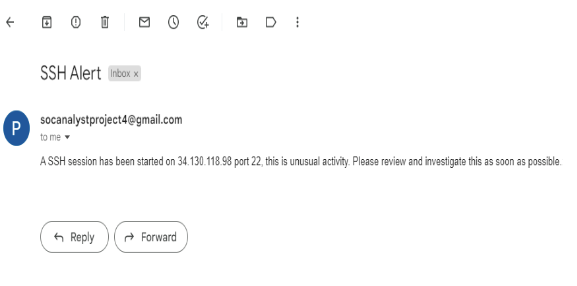 SSH Alert Inbox x
P
socanalystproject4@gmail.com
to me
A SSH session has been started on 34.130.118.98 port 22, this is unusual activity. Please review and investigate this as soon as possible.
Reply Forward